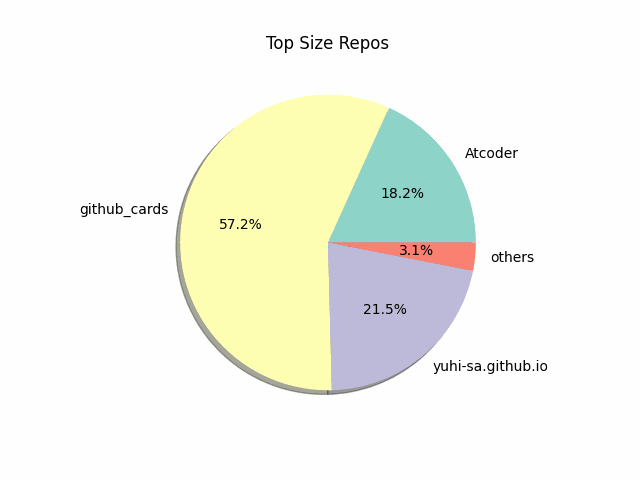 Top Size Repos
Atcoder
18.2%
github_cards
57.2%
3.1%
others
21.5%
yuhi-sa.github.io